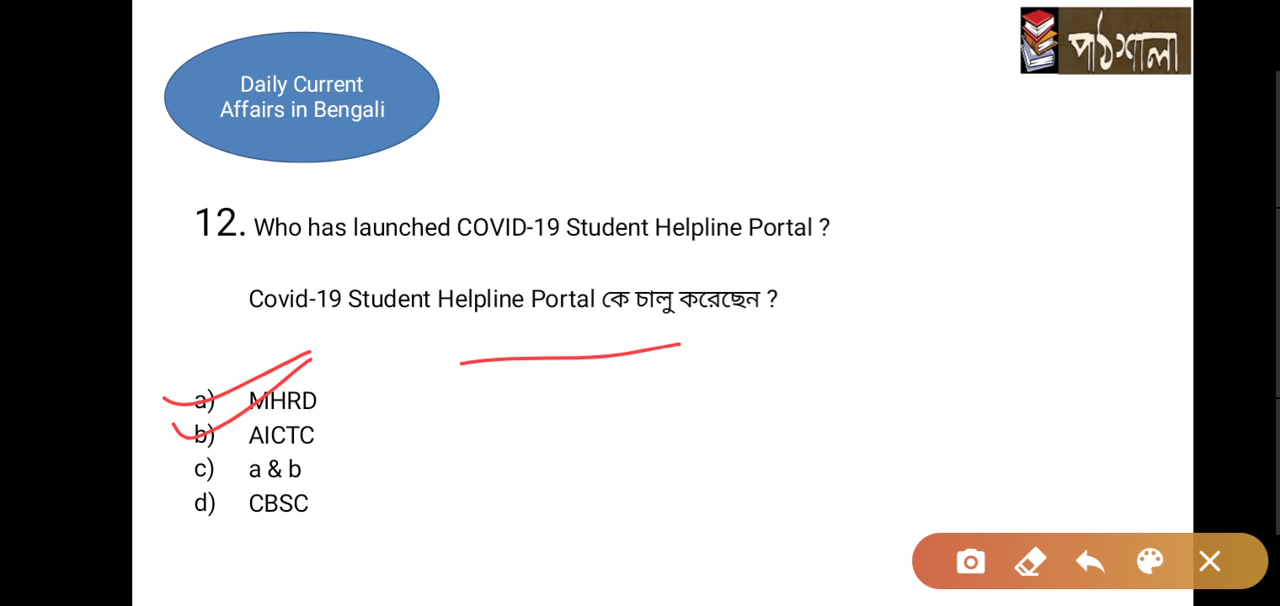 পাঠশালা
Daily Current
Affairs in Bengali
12. Who has launched COVID-19 Student Helpline Portal ?
Covid-19 Student Helpline Portal কে চালু করেছেন ?
a) MHRD
b) AICTC
c) a & b
d) CBSC